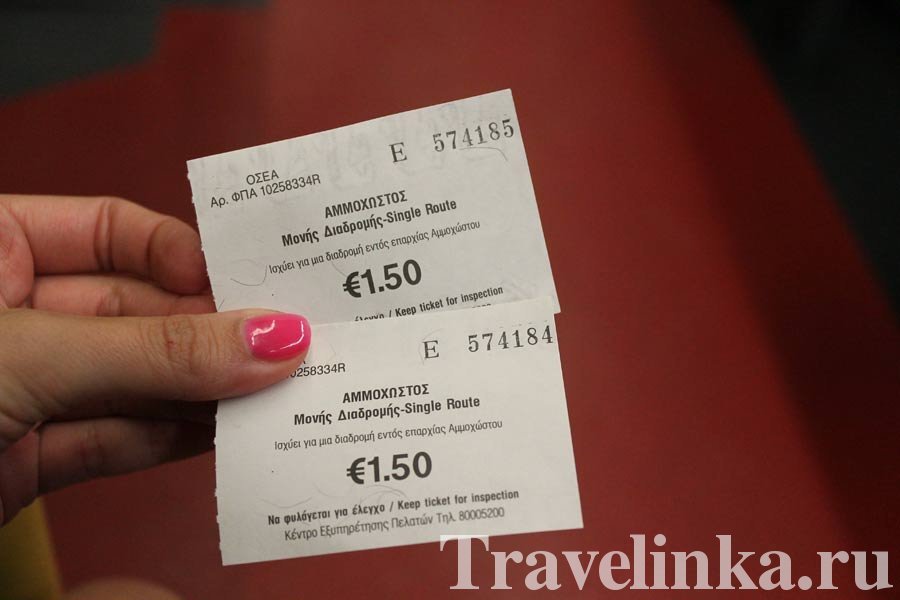 ΟΣΕΑ
Ε 574185
Αρ. ΦΠΑ 10258334R
ΑΜΜΟΧΩΣΤΟΣ
Μονής Διαδρομής-Single Route
Ισχύει για μια διαδρομή εντός επαρχίας Αμμοχώστου
€1.50
έλεγχο / Keep ticket for inspection
Ε 574184
10258334R
ΑΜΜΟΧΩΣΤΟΣ
Μονής Διαδρομής-Single Route
Ισχύει για μια διαδρομή εντός επαρχίας Αμμοχώστου
€1.50
Να φυλάγεται για έλεγχο / Keep ticket for inspection
Κέντρο Εξυπηρέτησης Πελατών Τηλ. 80005200
Travelinka.ru